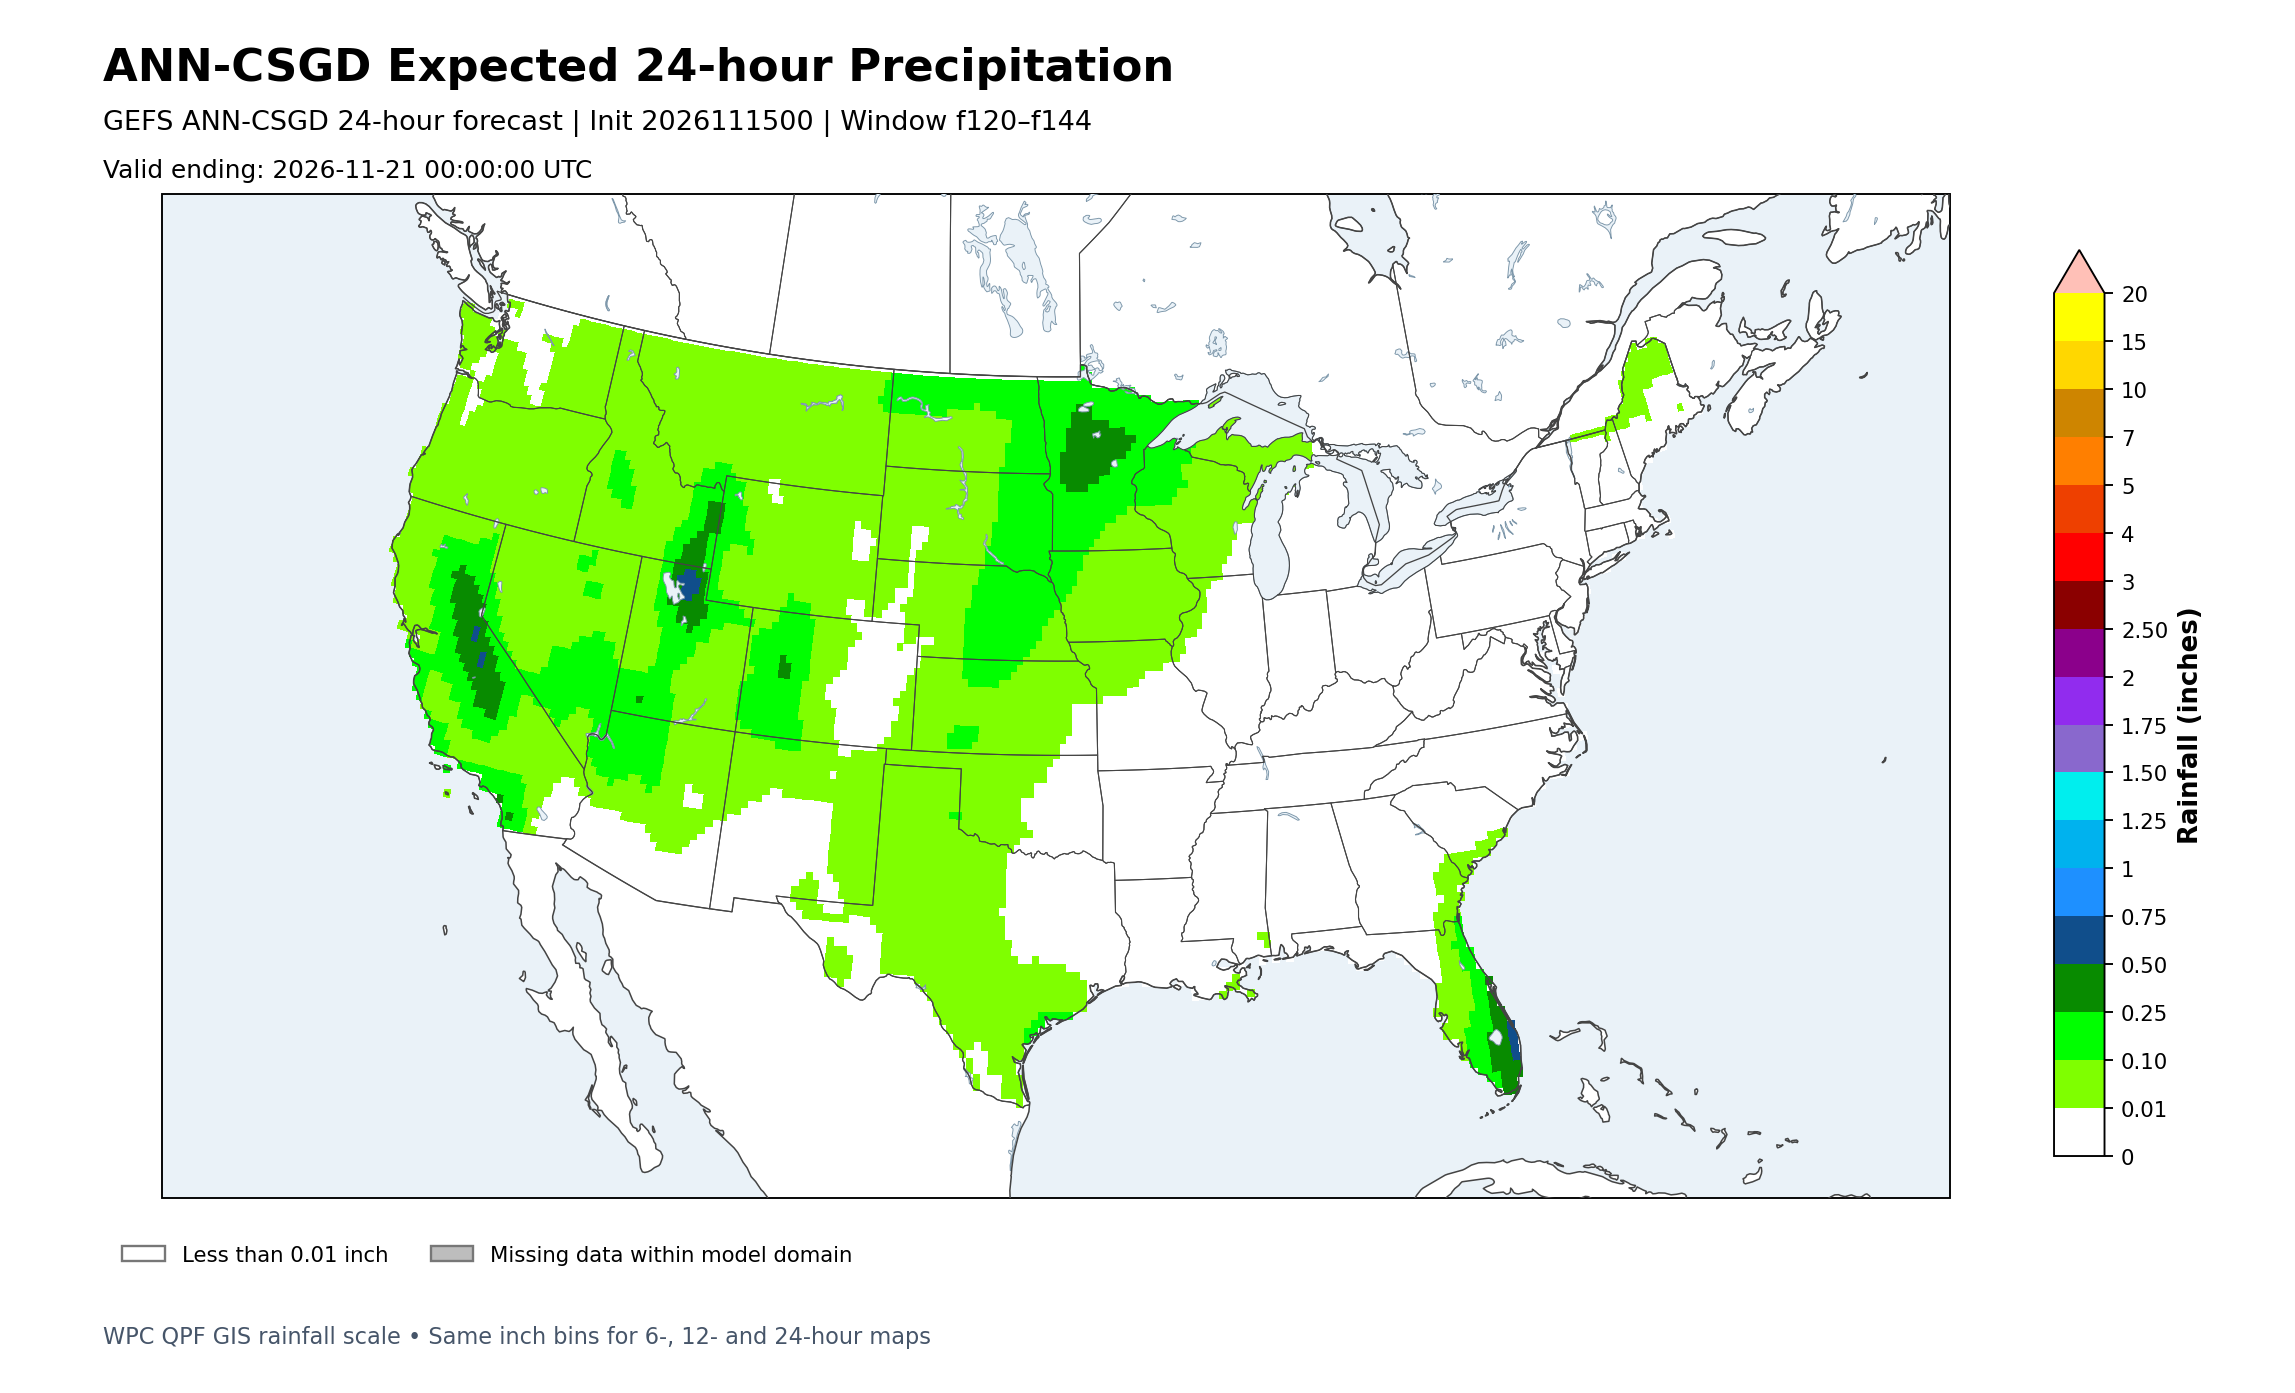 ANN-CSGD Expected 24-hour Precipitation
GEFS ANN-CSGD 24-hour forecast | Init 2026111500 | Window f120–f144
Valid ending: 2026-11-21 00:00:00 UTC
20
15
10
7
5
4
3
2.50
2
1.75
1.50
1.25
1
0.75
0.50
0.25
0.10
0.01
0
Rainfall (inches)
Less than 0.01 inch
Missing data within model domain
WPC QPF GIS rainfall scale • Same inch bins for 6-, 12- and 24-hour maps